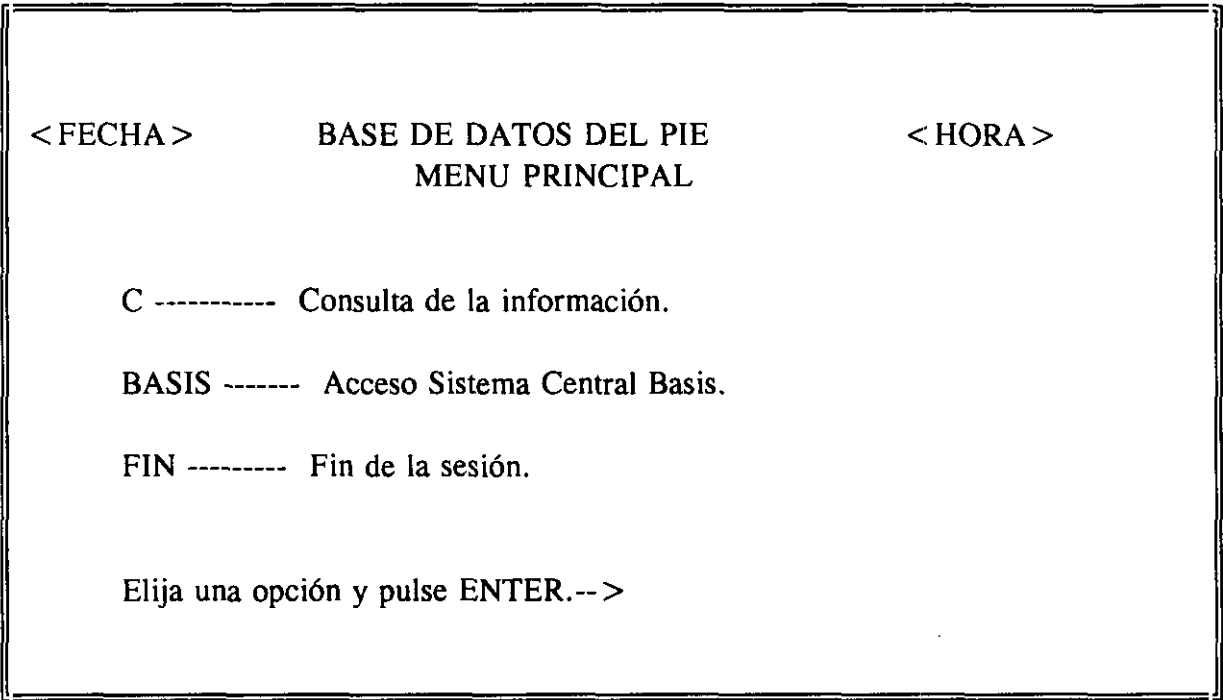 <FECHA> BASE DE DATOS DEL PIE <HORA>
MENU PRINCIPAL
C ----------- Consulta de la información.
BASIS ------- Acceso Sistema Central Basis.
FIN --------- Fin de la sesión.
Elija una opción y pulse ENTER.-->